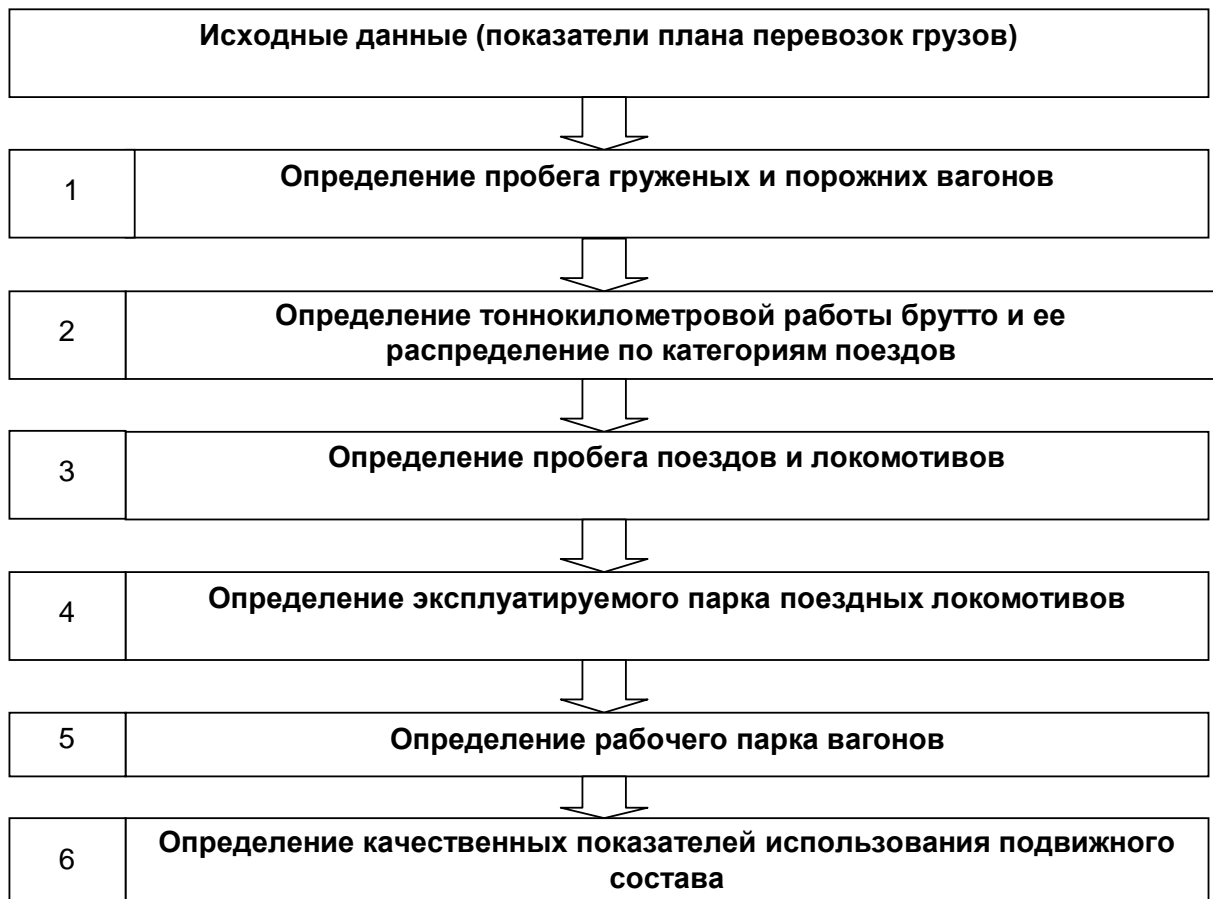 Исходные данные (показатели плана перевозок грузов)
1
Определение пробега груженых и порожних вагонов
2
Определение тоннокилометровой работы брутто и ее
распределение по категориям поездов
3
Определение пробега поездов и локомотивов
4
Определение эксплуатируемого парка поездных локомотивов
5
Определение рабочего парка вагонов
6
Определение качественных показателей использования подвижного
состава